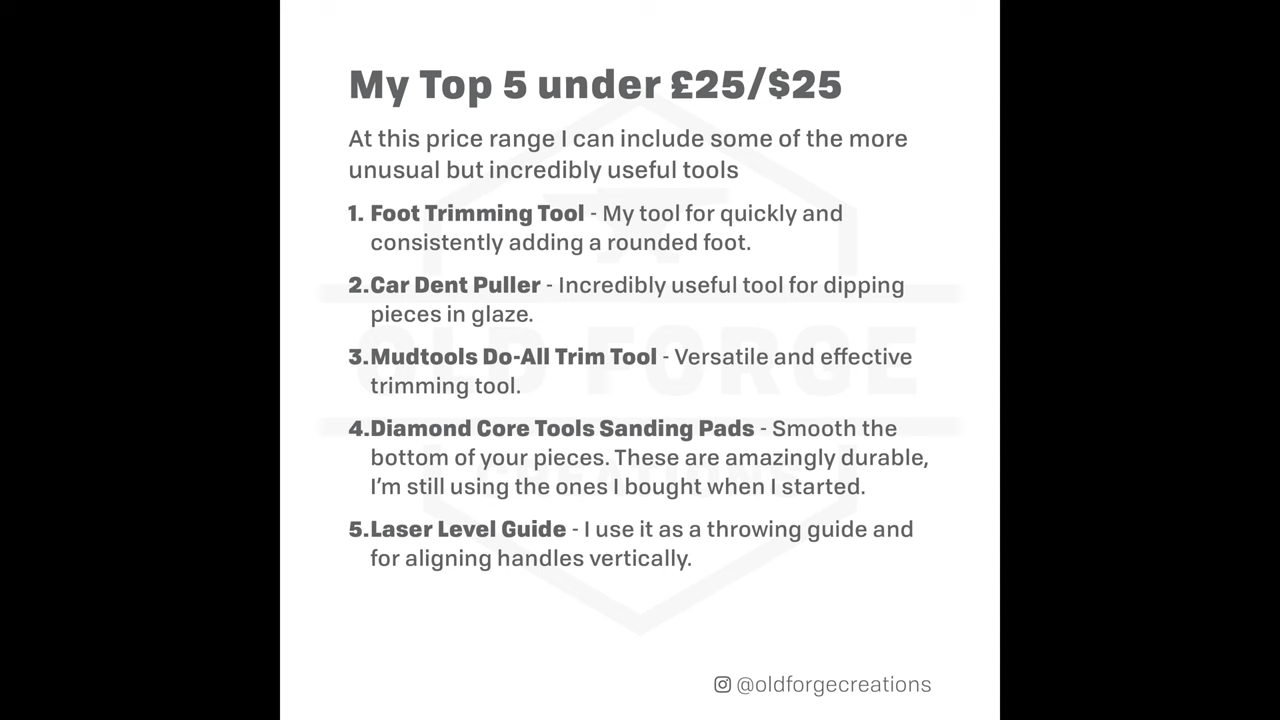 My Top 5 under £25/$25
At this price range I can include some of the more
unusual but incredibly useful tools
1. Foot Trimming Tool - My tool for quickly and
consistently adding a rounded foot.
2.Car Dent Puller - Incredibly useful tool for dipping
pieces in glaze.
3.Mudtools Do-All Trim Tool - Versatile and effective
trimming tool.
4.Diamond Core Tools Sanding Pads - Smooth the
bottom of your pieces. These are amazingly durable,
I’m still using the ones I bought when I started.
5.Laser Level Guide - I use it as a throwing guide and
for aligning handles vertically.
OLD FORGE
CREATIONS
@oldforgecreations